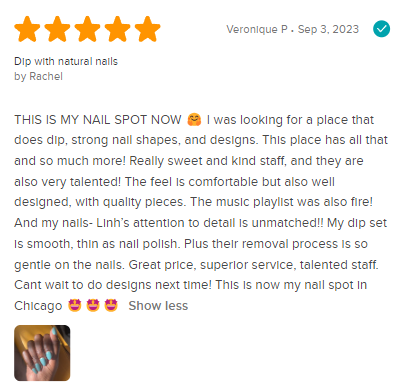 Veronique P • Sep 3, 2023
Dip with natural nails
by Rachel
THIS IS MY NAIL SPOT NOW 🤗 I was looking for a place that
does dip, strong nail shapes, and designs. This place has all that
and so much more! Really sweet and kind staff, and they are
also very talented! The feel is comfortable but also well
designed, with quality pieces. The music playlist was also fire!
And my nails- Linh's attention to detail is unmatched!! My dip set
is smooth, thin as nail polish. Plus their removal process is so
gentle on the nails. Great price, superior service, talented staff.
Cant wait to do designs next time! This is now my nail spot in
Chicago 🤩 🤩 🤩 Show less